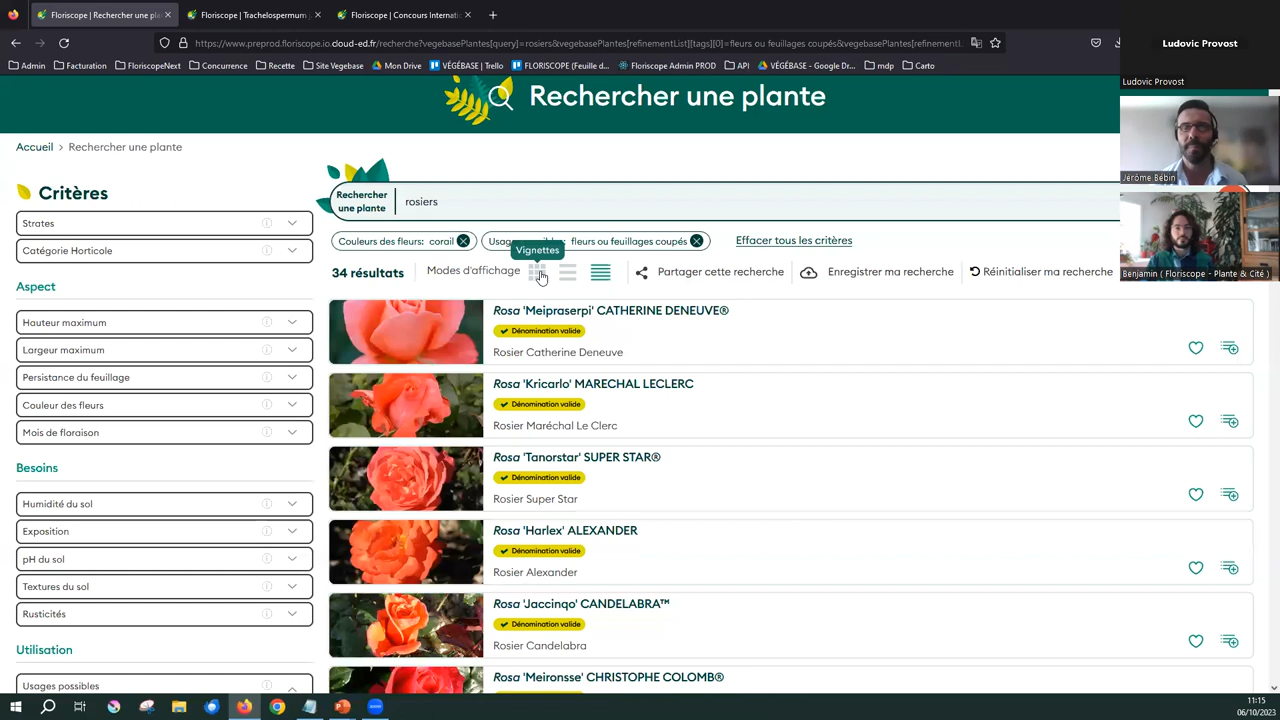 Floriscope | Rechercher une plan
Floriscope | Trachelospermum j
Floriscope | Concours Internatic
Ludovic Provost
https://www.preprod.floriscope.io.cloud-ed.fr/recherche?vegebasePlantes[query]=rosiers&vegebasePlantes[refinementList][tags][0]=fleurs ou feuillages coupés&vegebasePlantes[refinementL
Admin
Facturation
FloriscopeNext
Concurrence
Recette
Site Vegebase
Mon Drive
VÉGÉBASE | Trello
FLORISCOPE (Feuille d...
Floriscope Admin PROD
API
VÉGÉBASE - Google Dr...
mdp
Carto
Ludovic Provost
Rechercher une plante
Jérôme Bébin
Benjamin ( Floriscope - Plante & Cité )
Accueil > Rechercher une plante
Critères
Strates
Catégorie Horticole
Aspect
Hauteur maximum
Largeur maximum
Persistance du feuillage
Couleur des fleurs
Mois de floraison
Besoins
Humidité du sol
Exposition
pH du sol
Textures du sol
Rusticités
Utilisation
Usages possibles
Rechercher
une plante
rosiers
Couleurs des fleurs: corail
fleurs ou feuillages coupés
Effacer tous les critères
Vignettes
34 résultats
Modes d'affichage
Partager cette recherche
Enregistrer ma recherche
Réinitialiser ma recherche
Rosa 'Meipraserpi' CATHERINE DENEUVE®
Dénomination valide
Rosier Catherine Deneuve
Rosa 'Kricarlo' MARECHAL LECLERC
Dénomination valide
Rosier Maréchal Le Clerc
Rosa 'Tanorstar' SUPER STAR®
Dénomination valide
Rosier Super Star
Rosa 'Harlex' ALEXANDER
Dénomination valide
Rosier Alexander
Rosa 'Jaccinqo' CANDELABRA™
Dénomination valide
Rosier Candelabra
Rosa 'Meironsse' CHRISTOPHE COLOMB®
11:15
06/10/2023